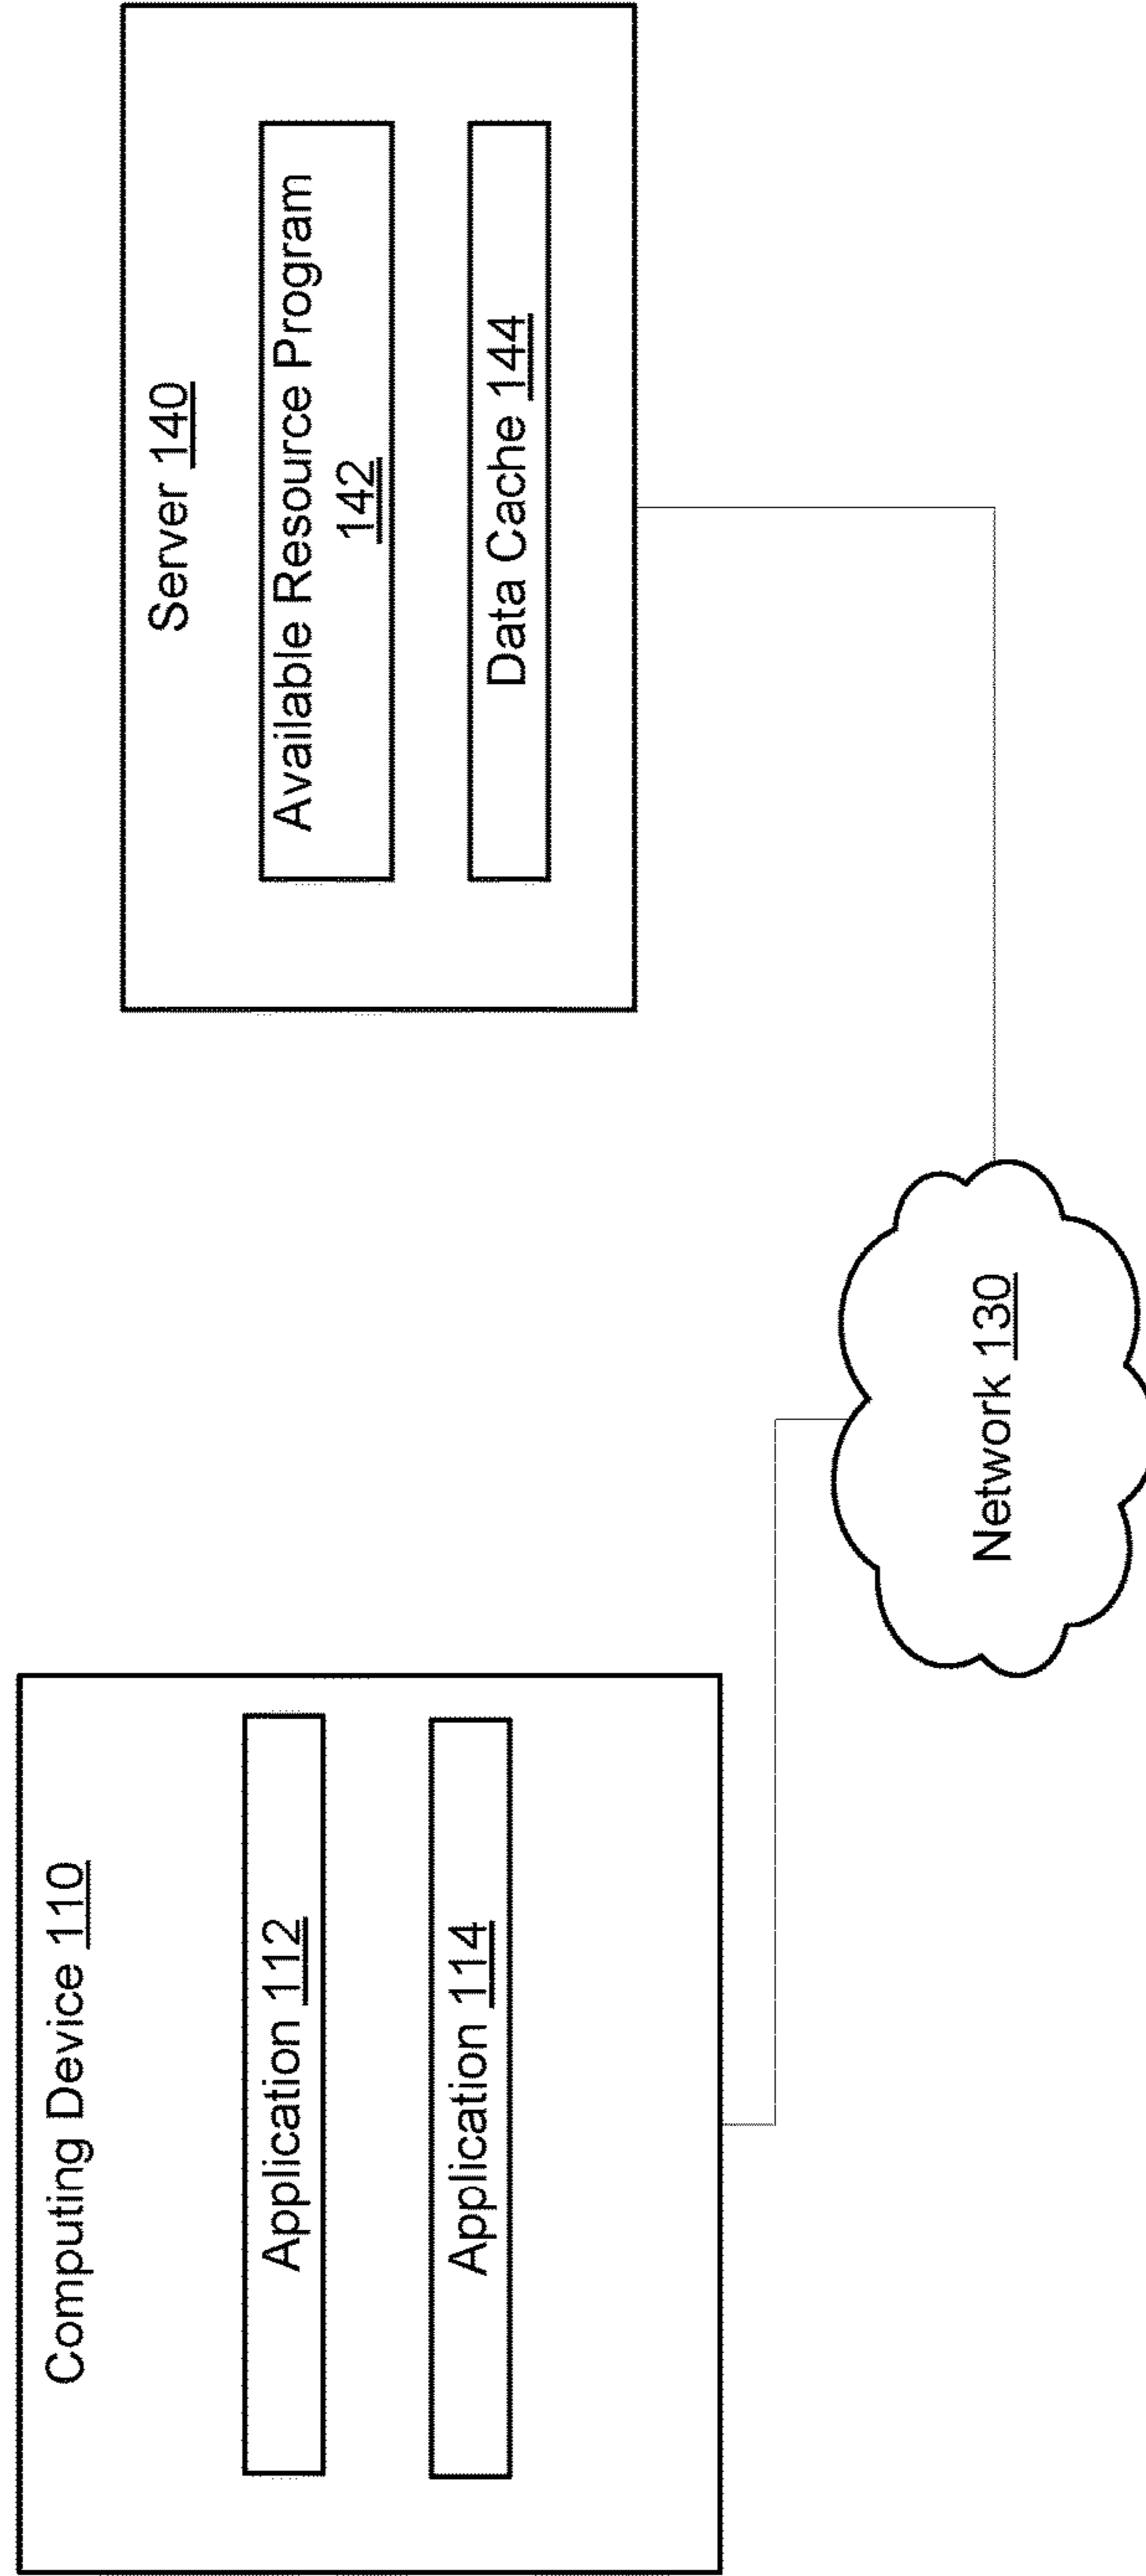 Computing Device 110
Application 112
Application 114
Server 140
Available Resource Program
142
Data Cache 144
Network 130